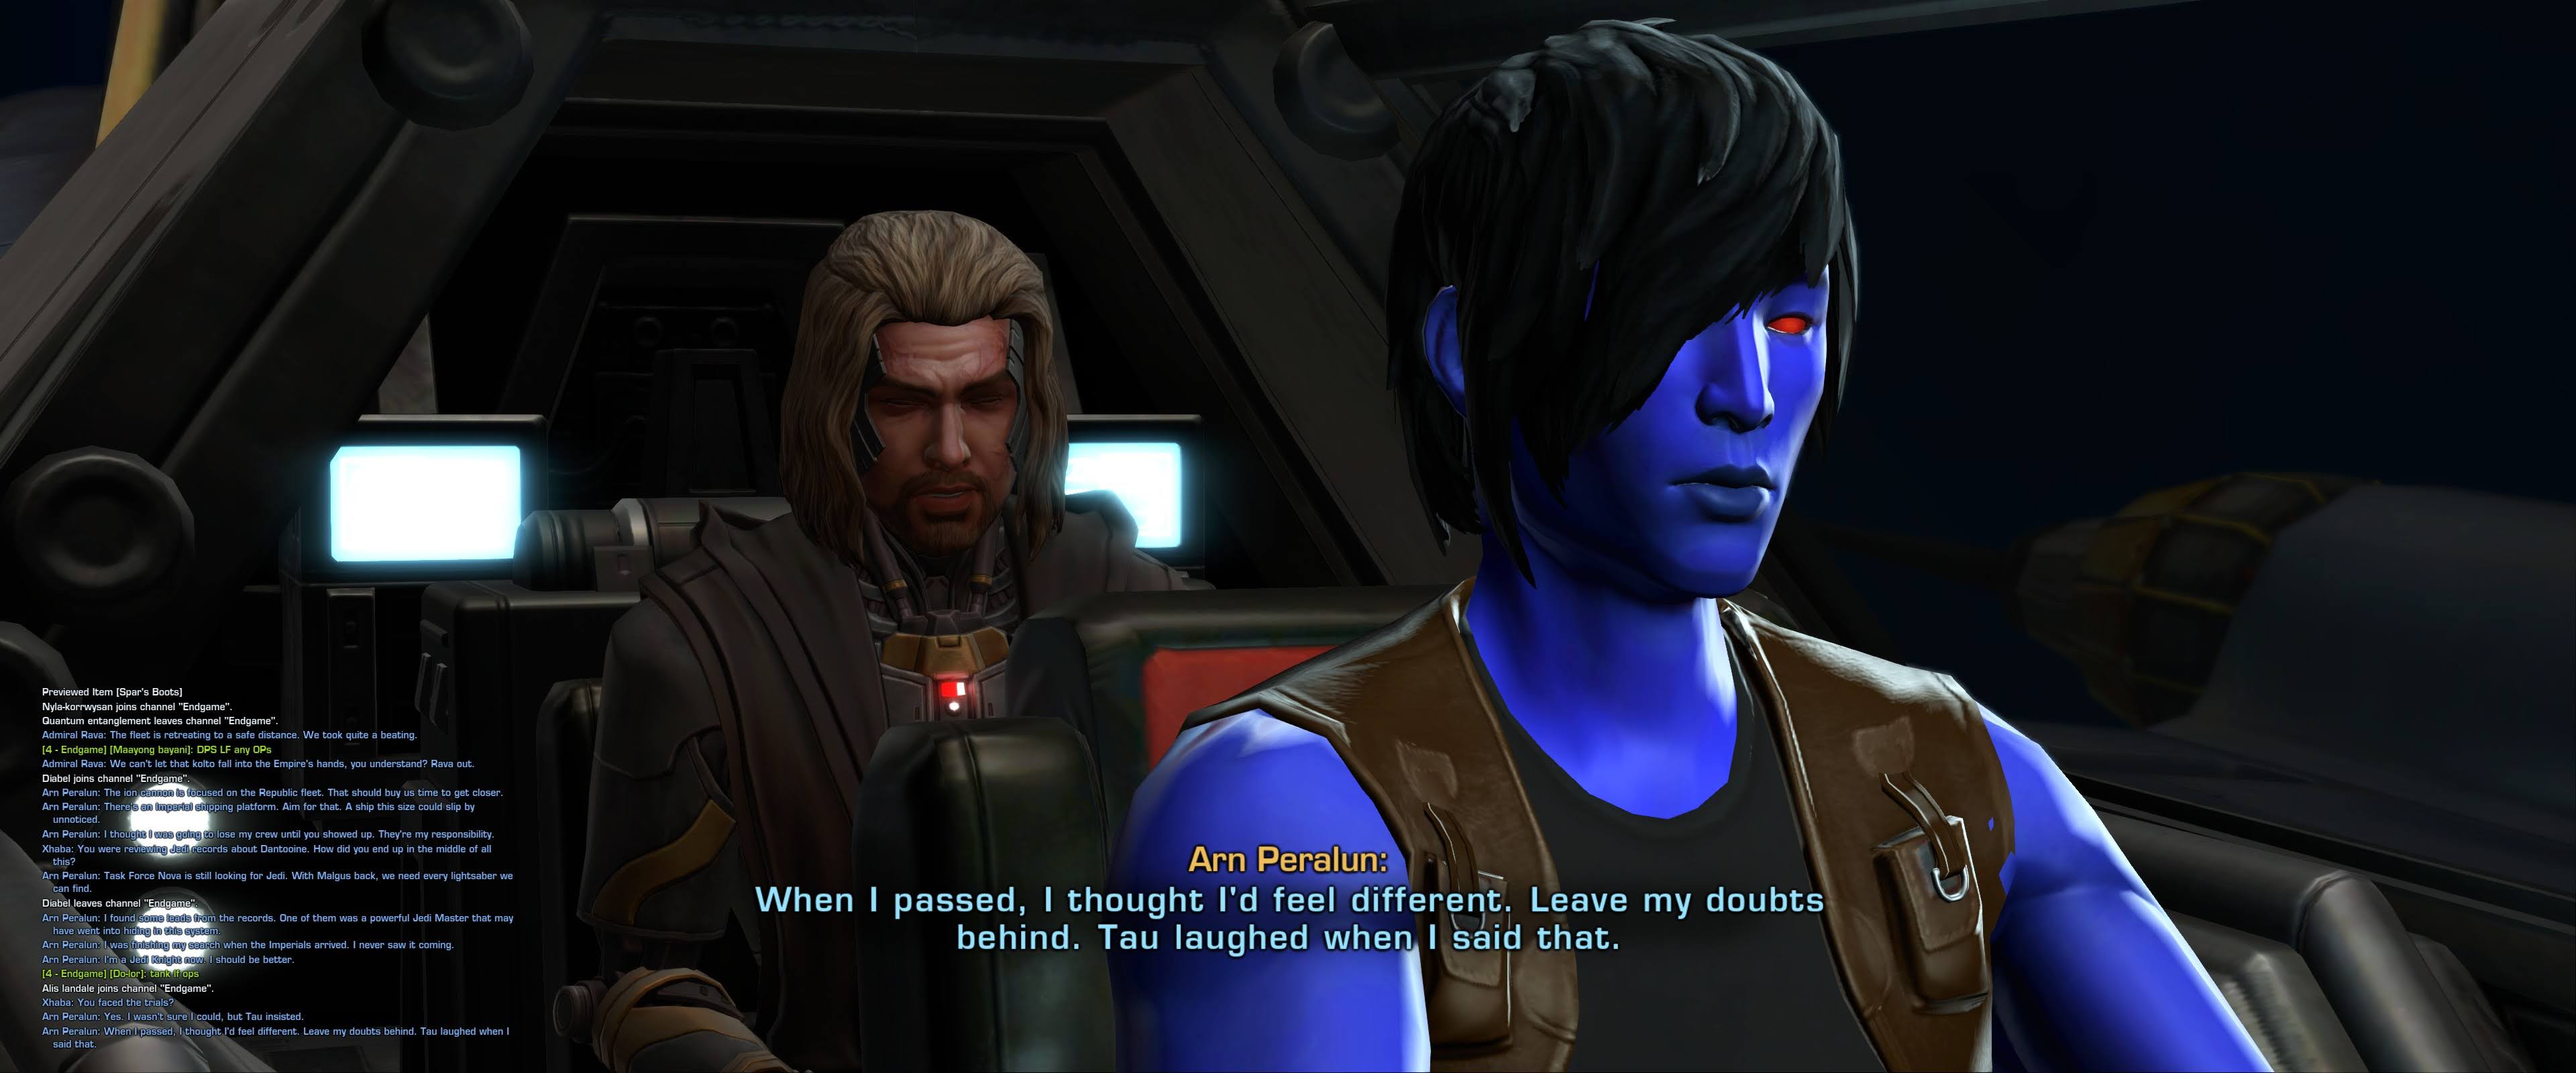 Previewed Item [Spar's Boots]
Nyla-korrwysan joins channel "Endgame".
Quantum entanglement leaves channel "Endgame".
Admiral Rava: The fleet is retreating to a safe distance. We took quite a beating.
[4 - Endgame] [Maayong bayani]: DPS LF any OPs
Admiral Rava: We can't let that kolto fall into the Empire's hands, you understand? Rava out.
Diabel joins channel "Endgame".
Arn Peralun: The ion cannon is focused on the Republic fleet. That should buy us time to get closer.
Arn Peralun: There's an Imperial shipping platform. Aim for that. A ship this size could slip by
unnoticed.
Arn Peralun: I thought I was going to lose my crew until you showed up. They're my responsibility.
Xhaba: You were reviewing Jedi records about Dantooine. How did you end up in the middle of all
this?
Arn Peralun: Task Force Nova is still looking for Jedi. With Malgus back, we need every lightsaber we
can find.
Diabel leaves channel "Endgame".
Arn Peralun: I found some leads from the records. One of them was a powerful Jedi Master that may
have went into hiding in this system.
Arn Peralun: I was finishing my search when the Imperials arrived. I never saw it coming.
Arn Peralun: I'm a Jedi Knight now. I should be better.
[4 - Endgame] [Do-lor]: tank lf ops
Alis landale joins channel "Endgame".
Xhaba: You faced the trials?
Arn Peralun: Yes. I wasn't sure I could, but Tau insisted.
Arn Peralun: When I passed, I thought I'd feel different. Leave my doubts behind. Tau laughed when I
said that.
Arn Peralun:
When I passed, I thought I'd feel different. Leave my doubts
behind. Tau laughed when I said that.